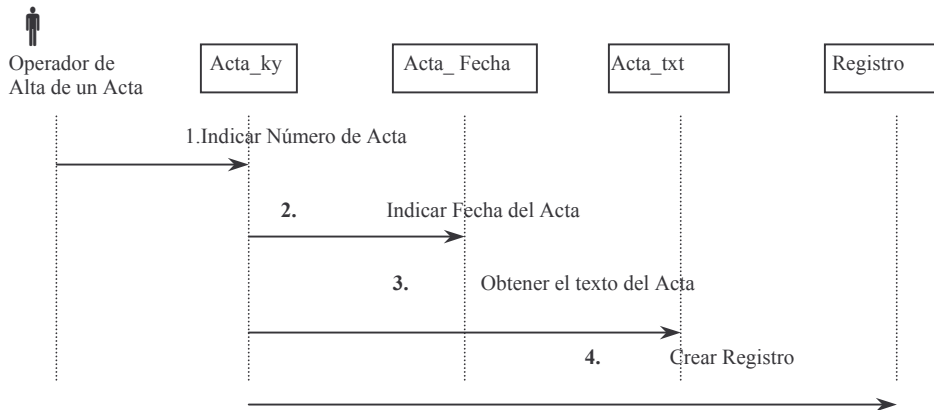 Operador de
Alta de un Acta
Acta_ky
Acta_ Fecha
Acta_txt
Registro
1.Indicar Número de Acta
2. Indicar Fecha del Acta
3. Obtener el texto del Acta
4. Crear Registro